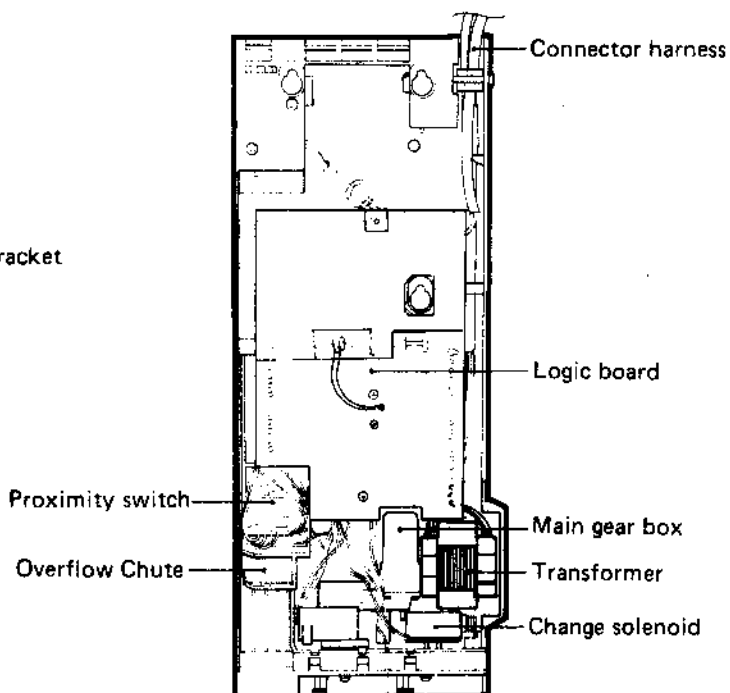 Connector harness
racket
Logic board
Proximity switch
Main gear box
Overflow Chute
Transformer
Change solenoid